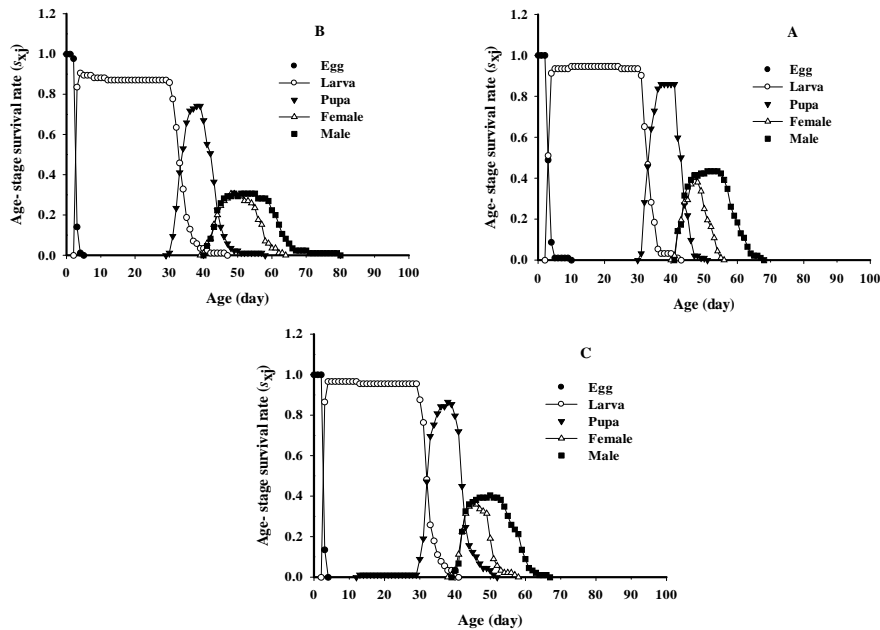 B
Age- stage survival rate (sxj)
1.2
1.0
0.8
0.6
0.4
0.2
0.0
Egg
Larva
Pupa
Female
Male
0 10 20 30 40 50 60 70 80 90 100
Age (day)
A
Age- stage survival rate (sxj)
1.2
1.0
0.8
0.6
0.4
0.2
0.0
Egg
Larva
Pupa
Female
Male
0 10 20 30 40 50 60 70 80 90 100
Age (day)
C
Age- stage survival rate (sxj)
1.2
1.0
0.8
0.6
0.4
0.2
0.0
Egg
Larva
Pupa
Female
Male
0 10 20 30 40 50 60 70 80 90 100
Age (day)